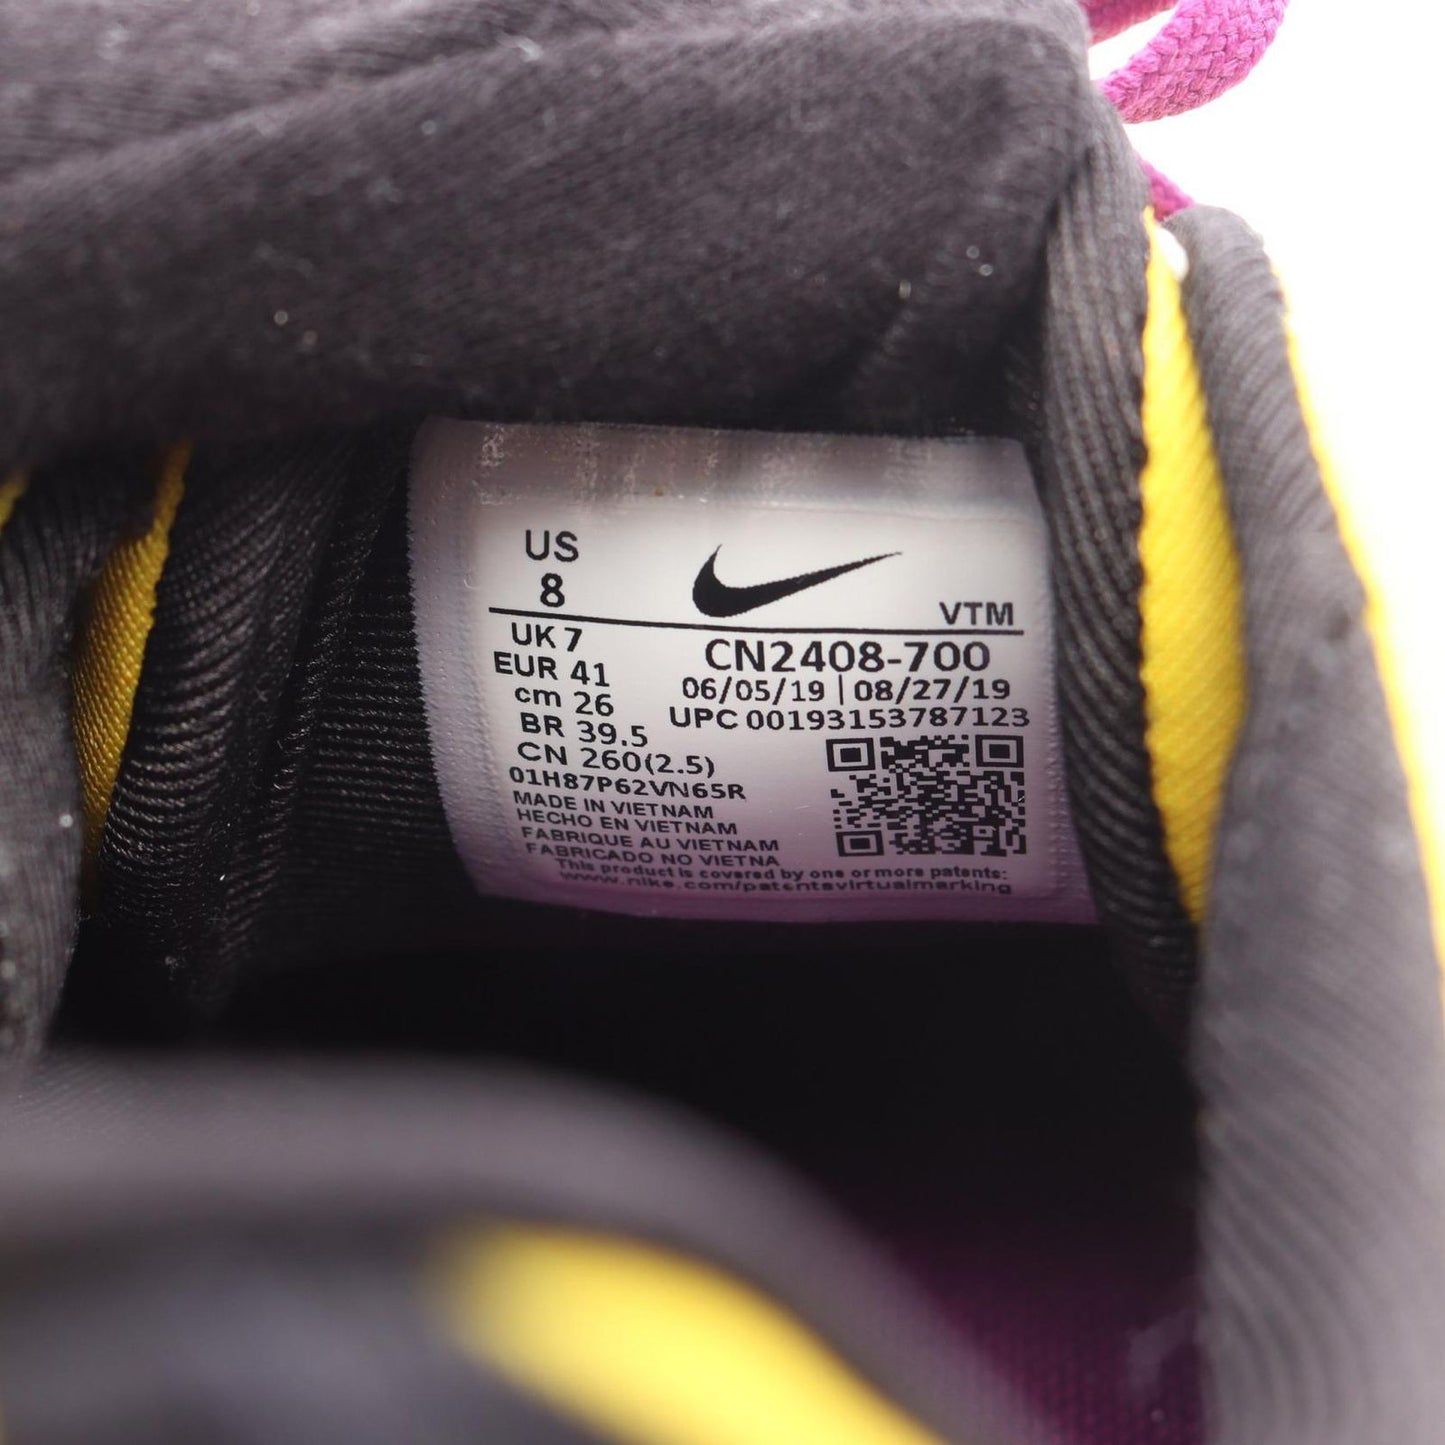 US
8
VTM
UK 7
EUR 41
cm 26
BR 39.5
CN 260(2.5)
CN2408-700
06/05/19 | 08/27/19
UPC 00193153787123
01H87P62VN65R
MADE IN VIETNAM
HECHO EN VIETNAM
FABRIQUE AU VIETNAM
FABRICADO NO VIETNA
This product is covered by one or more patents:
www.nike.com/patentsvirtualmarking